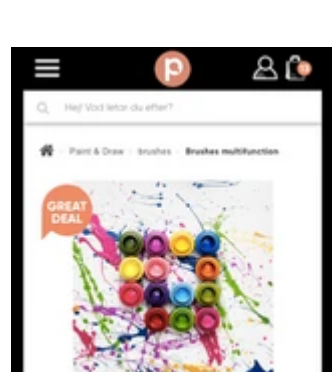 p
Hej! Vad letar du efter?
Paint & Draw brushes Brushes multifunction
GREAT
DEAL